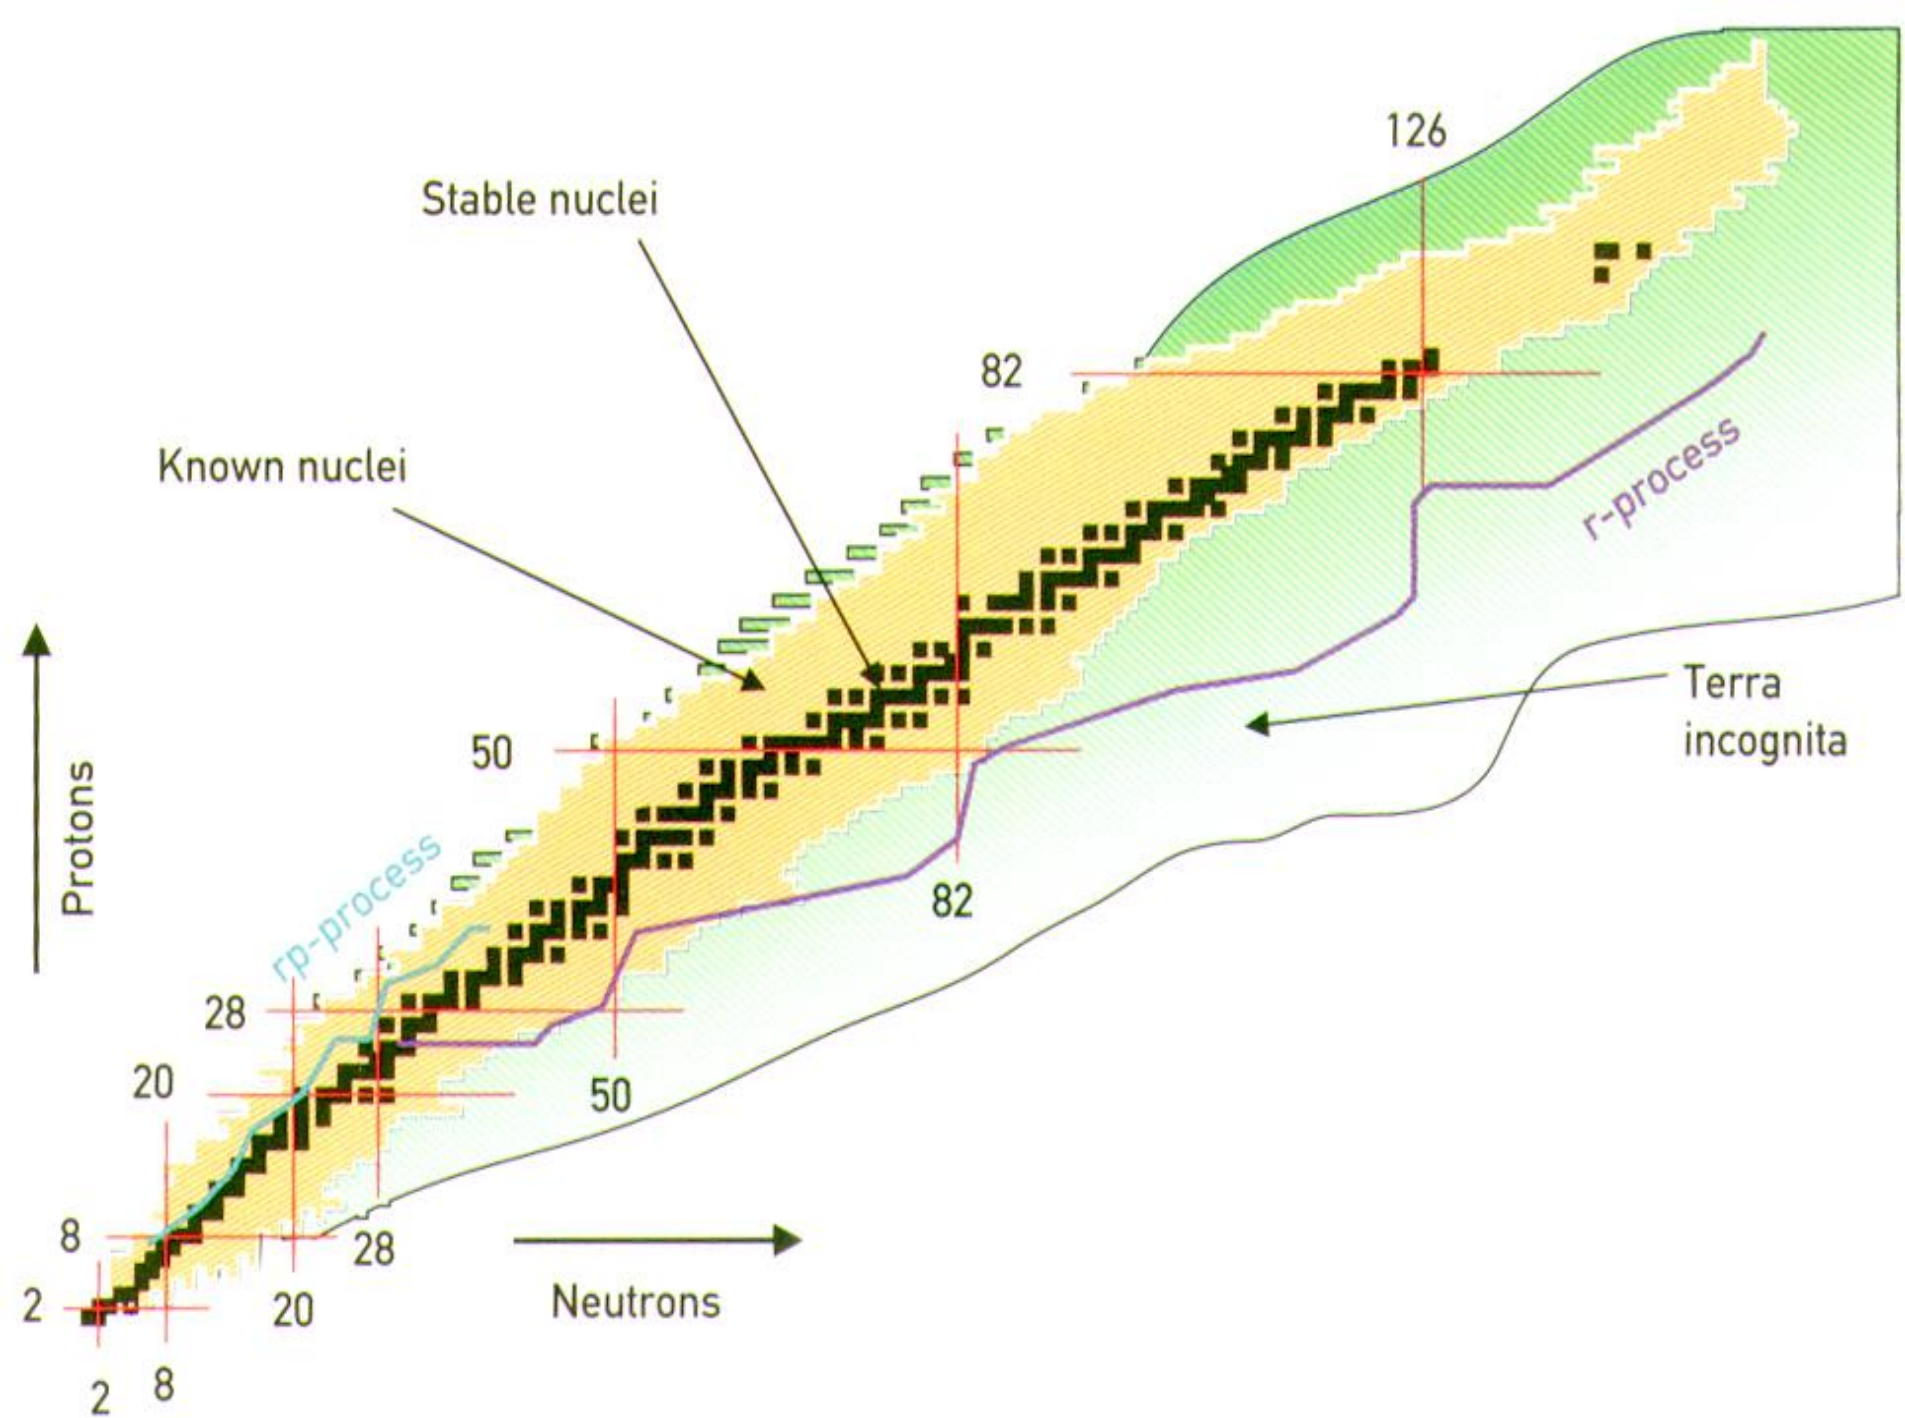 126
Stable nuclei
82
Known nuclei
r-process
Terra
incognita
50
Protons
rp-process
82
28
20
50
8
28
Neutrons
2
20
2
8